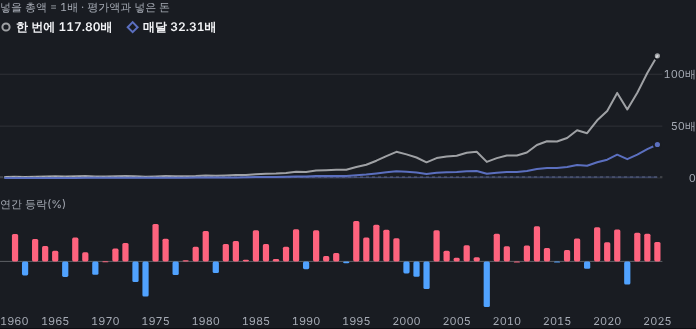 넣을 총액 = 1배 · 평가액과 넣은 돈
한 번에 117.80배 매달 32.31배
100배
50배
0
연간 등락(%)
1960 1965 1970 1975 1980 1985 1990 1995 2000 2005 2010 2015 2020 2025